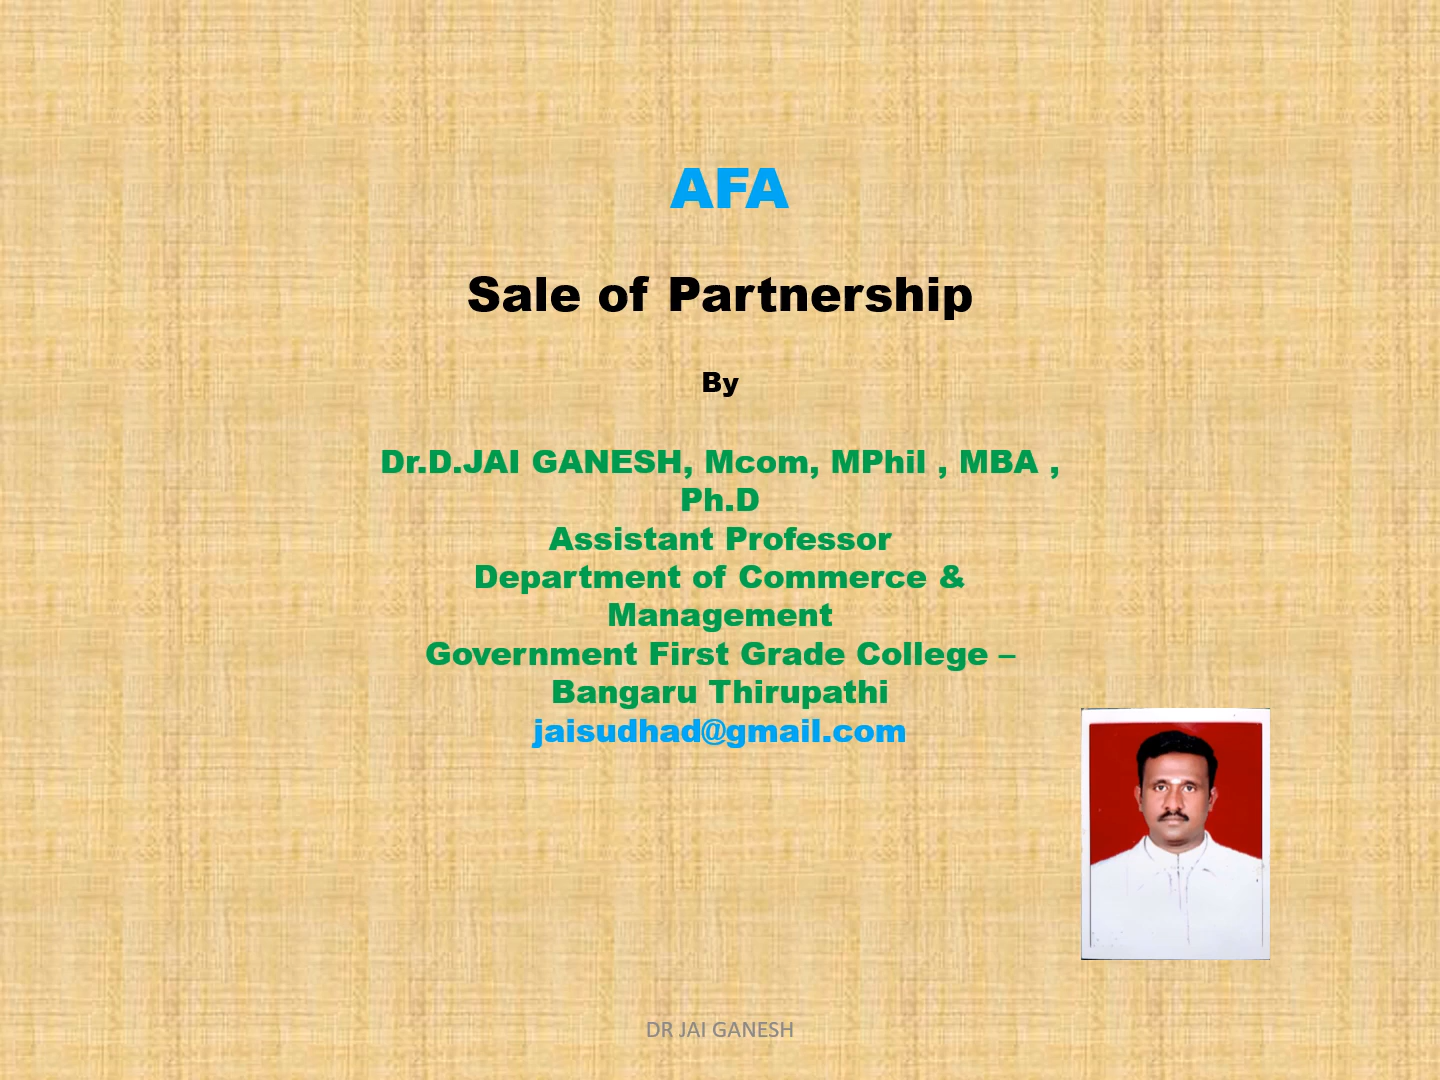 AFA
Sale of Partnership
By
Dr.D.JAI GANESH, Mcom, MPhil , MBA ,
Ph.D
Assistant Professor
Department of Commerce &
Management
Government First Grade College –
Bangaru Thirupathi
jaisudhad@gmail.com
DR JAI GANESH